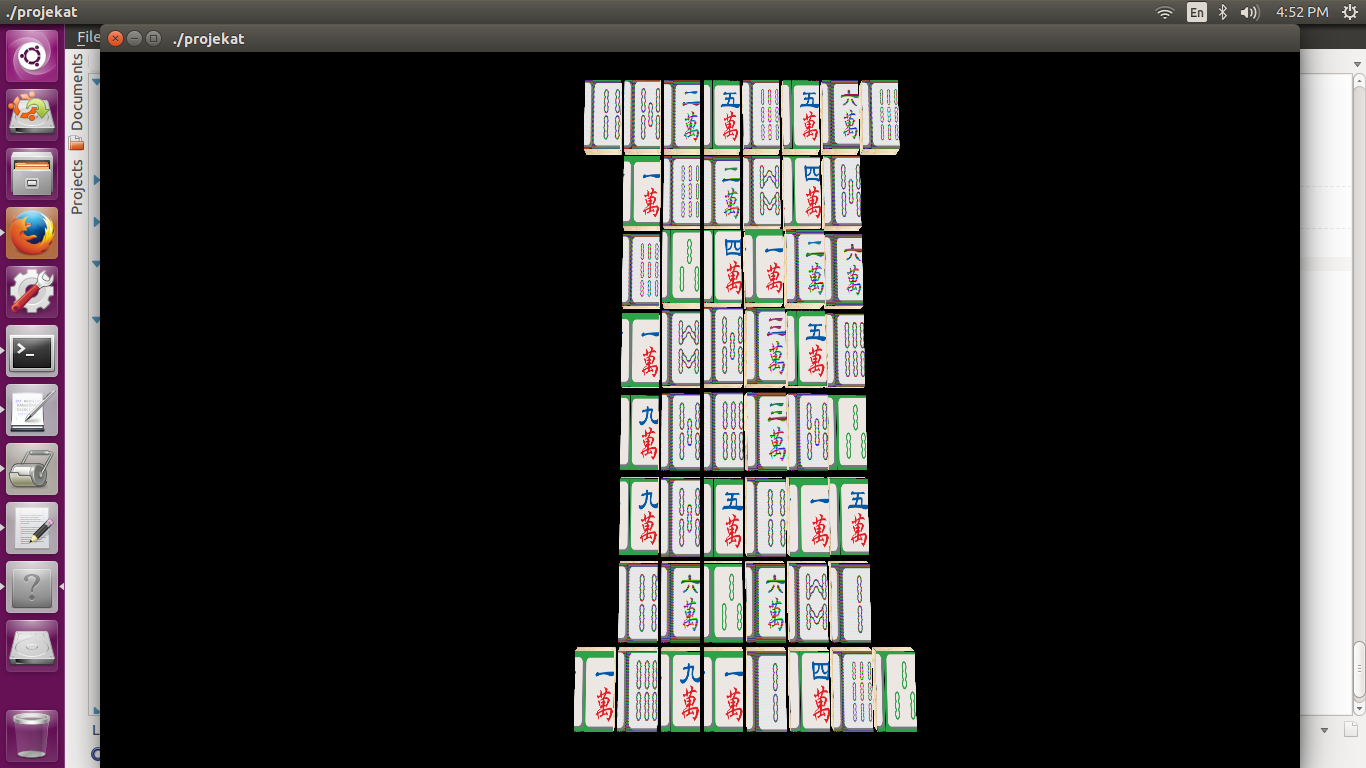 ./projekat
En 4:52 PM
File
./projekat
Documents
Projects
二萬 五萬 五萬 六萬
一萬 二萬 四萬
四萬 一萬 二萬 六萬
一萬 三萬 五萬
九萬 三萬
九萬 五萬 一萬 五萬
六萬 六萬
一萬 九萬 一萬 四萬